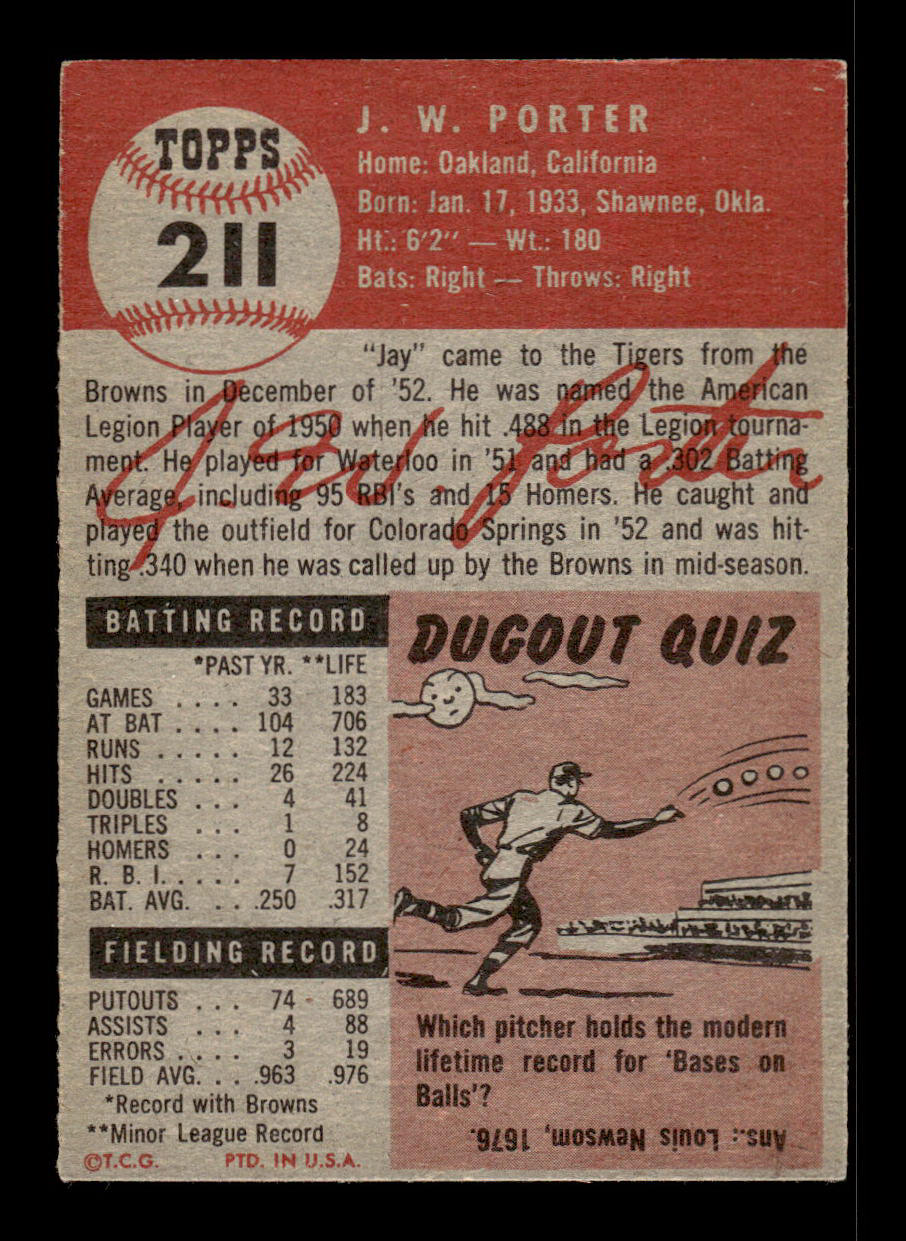 TOPPS
211
J. W. PORTER
Home: Oakland, California
Born: Jan. 17, 1933, Shawnee, Okla.
Ht.: 6'2'' — Wt.: 180
Bats: Right — Throws: Right
"Jay" came to the Tigers from the
Browns in December of '52. He was named the American
Legion Player of 1950 when he hit .488 in the Legion tourna-
ment. He played for Waterloo in '51 and had a .302 Batting
Average, including 95 RBI's and 15 Homers. He caught and
played the outfield for Colorado Springs in '52 and was hit-
ting .340 when he was called up by the Browns in mid-season.
J. W. Porter
BATTING RECORD
*PAST YR. **LIFE
GAMES .... 33 183
AT BAT .... 104 706
RUNS ..... 12 132
HITS ..... 26 224
DOUBLES ... 4 41
TRIPLES ... 1 8
HOMERS ... 0 24
R. B. I. .... 7 152
BAT. AVG. ... .250 .317
FIELDING RECORD
PUTOUTS ... 74 689
ASSISTS ... 4 88
ERRORS .... 3 19
FIELD AVG. ... .963 .976
*Record with Browns
**Minor League Record
©T.C.G. PTD. IN U.S.A.
DUGOUT QUIZ
Which pitcher holds the modern
lifetime record for 'Bases on
Balls'?
Ans.: Louis Newsom, 1676.